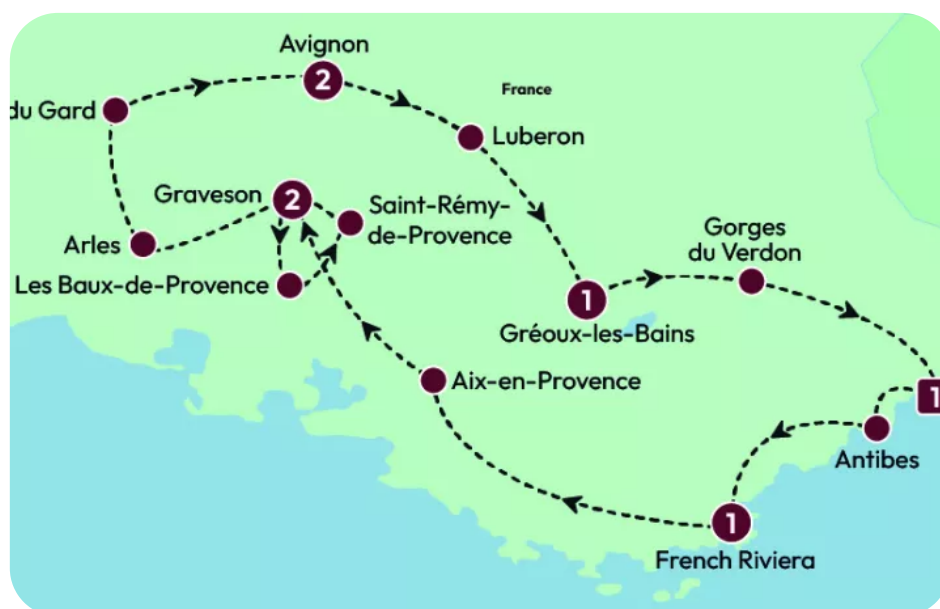 Avignon
2
France
du Gard
Luberon
Graveson
2
Saint-Rémy-
de-Provence
Arles
Gorges
du Verdon
Les Baux-de-Provence
1
Gréoux-les-Bains
Aix-en-Provence
1
Antibes
1
French Riviera